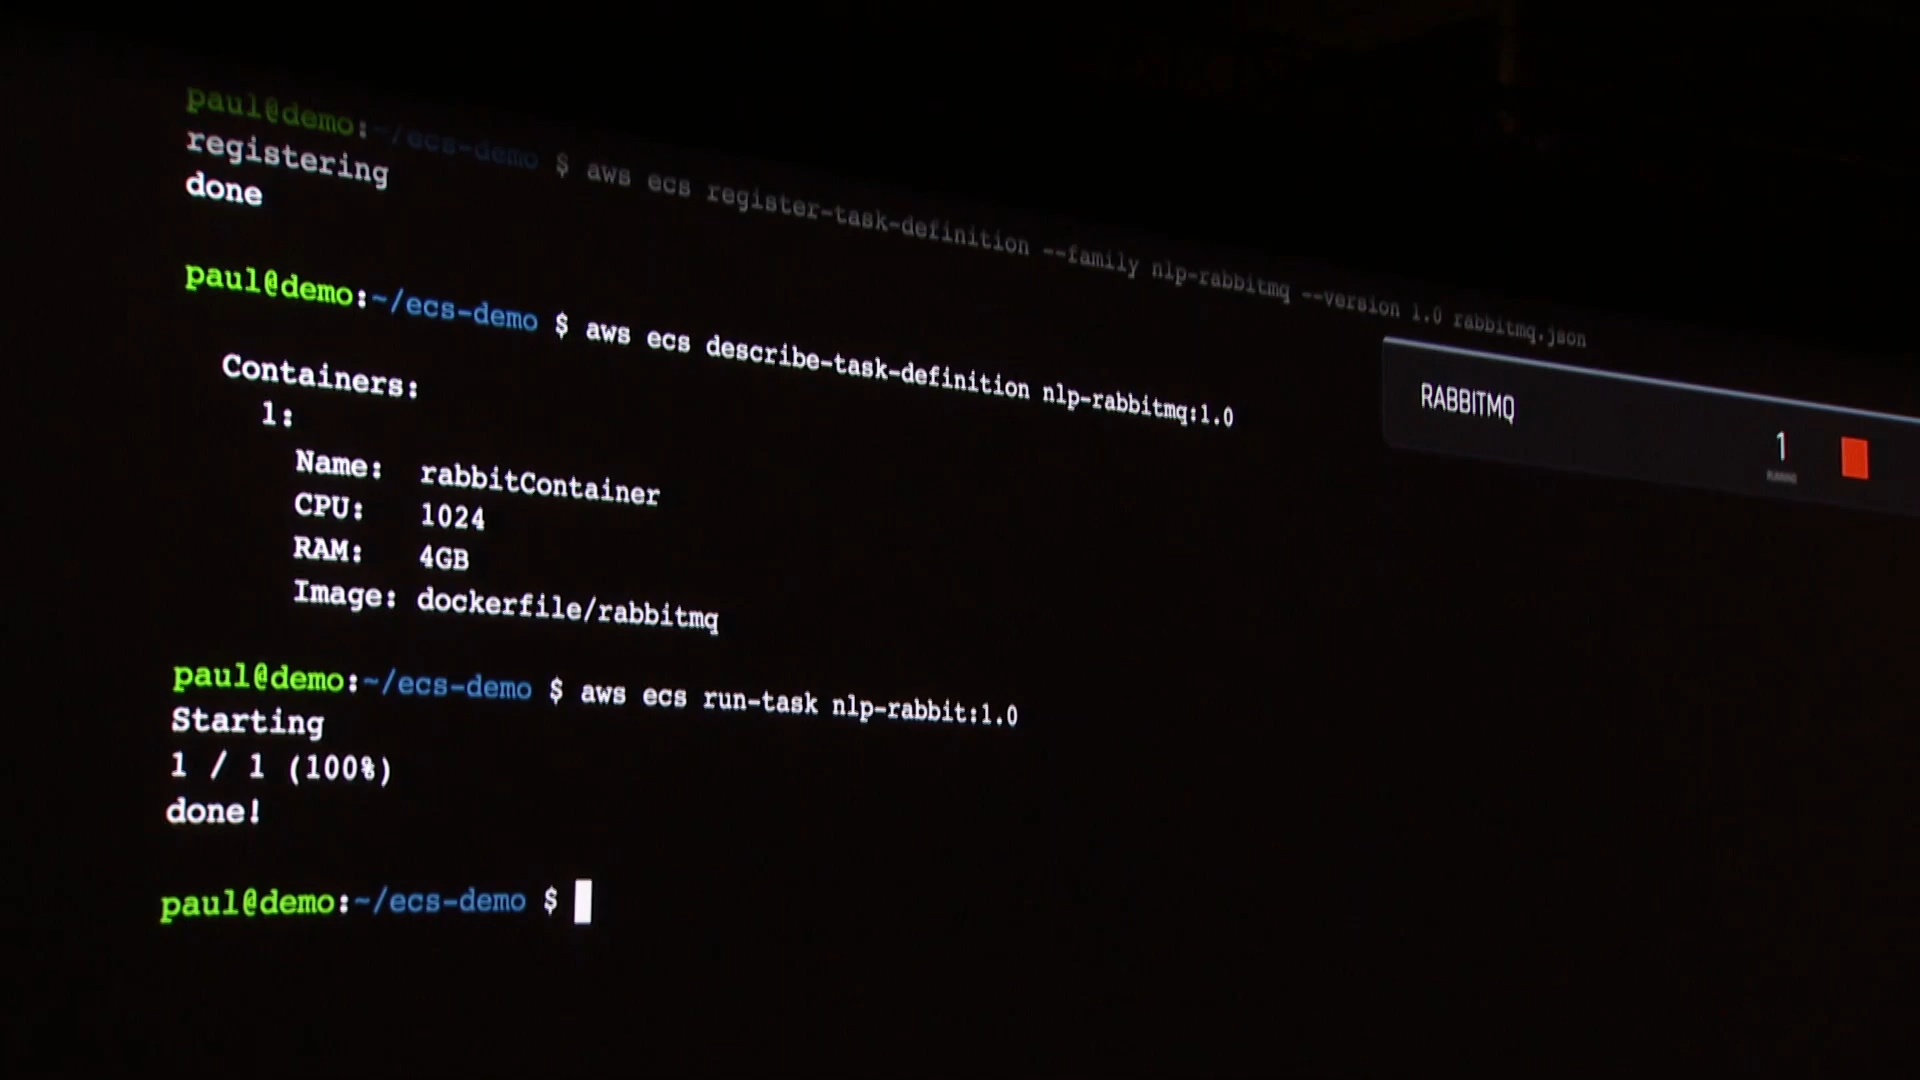 paul@demo:~/ecs-demo $ aws ecs register-task-definition --family nlp-rabbitmq --version 1.0 rabbitmq.json
registering
done
paul@demo:~/ecs-demo $ aws ecs describe-task-definition nlp-rabbitmq:1.0
Containers:
1:
Name: rabbitContainer
CPU: 1024
RAM: 4GB
Image: dockerfile/rabbitmq
paul@demo:~/ecs-demo $ aws ecs run-task nlp-rabbit:1.0
Starting
1 / 1 (100%)
done!
paul@demo:~/ecs-demo $
RABBITMQ
1